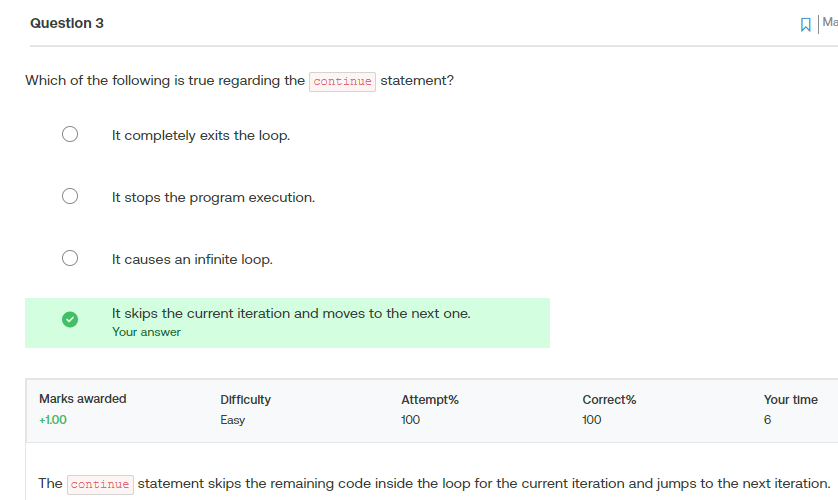 Question 3
Ma
Which of the following is true regarding the continue statement?
It completely exits the loop.
It stops the program execution.
It causes an infinite loop.
It skips the current iteration and moves to the next one.
Your answer
Marks awarded Difficulty Attempt% Correct% Your time
+1.00 Easy 100 100 6
The continue statement skips the remaining code inside the loop for the current iteration and jumps to the next iteration.